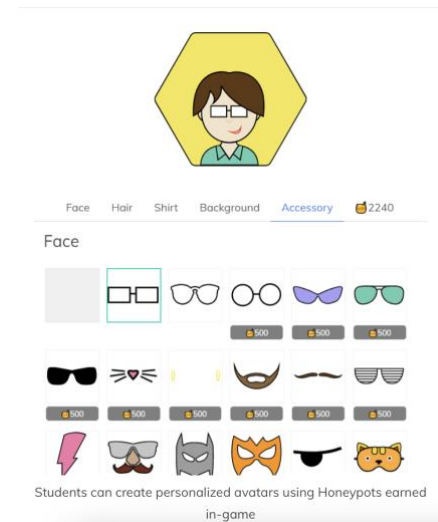 Face Hair Shirt Background Accessory 2240
Face
500 500 500
500 500 500 500 500 500
Students can create personalized avatars using Honeypots earned
in-game